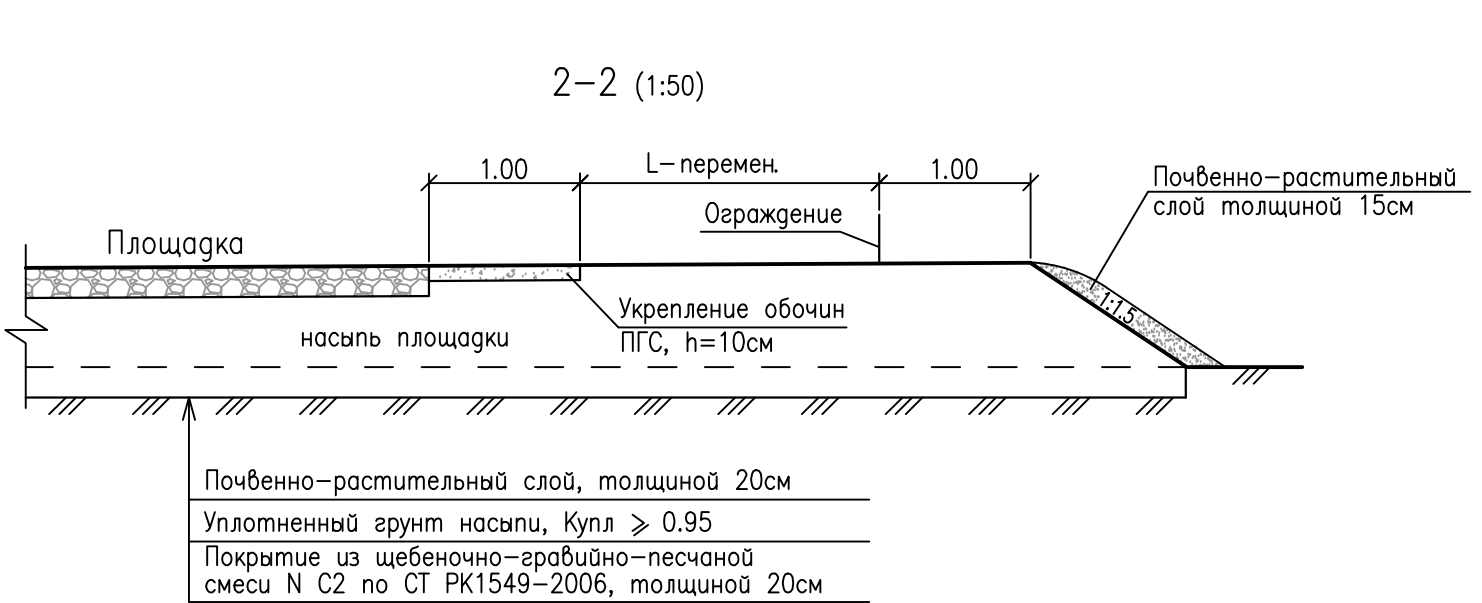 2-2 (1:50)
1.00
L-перемен.
1.00
Почвенно-растительный
слой толщиной 15см
Ограждение
Площадка
1:1.5
Укрепление обочин
ПГС, h=10см
насыпь площадки
Почвенно-растительный слой, толщиной 20см
Уплотненный грунт насыпи, Купл ⩾ 0.95
Покрытие из щебеночно-гравийно-песчаной
смеси N С2 по СТ РК1549-2006, толщиной 20см